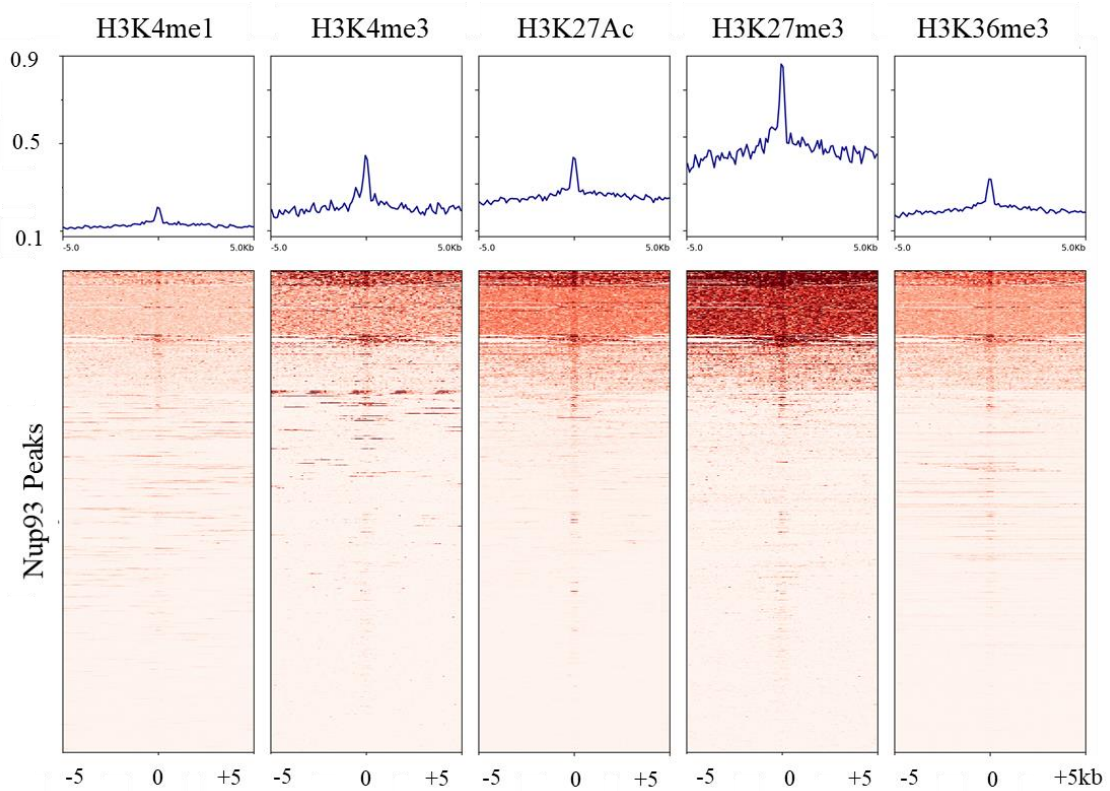 H3K4me1 H3K4me3 H3K27Ac H3K27me3 H3K36me3
0.9
0.5
0.1
-5.0 5.0Kb -5.0 5.0Kb -5.0 5.0Kb -5.0 5.0Kb -5.0 5.0Kb
Nup93 Peaks
-5 0 +5 -5 0 +5 -5 0 +5 -5 0 +5 -5 0 +5kb